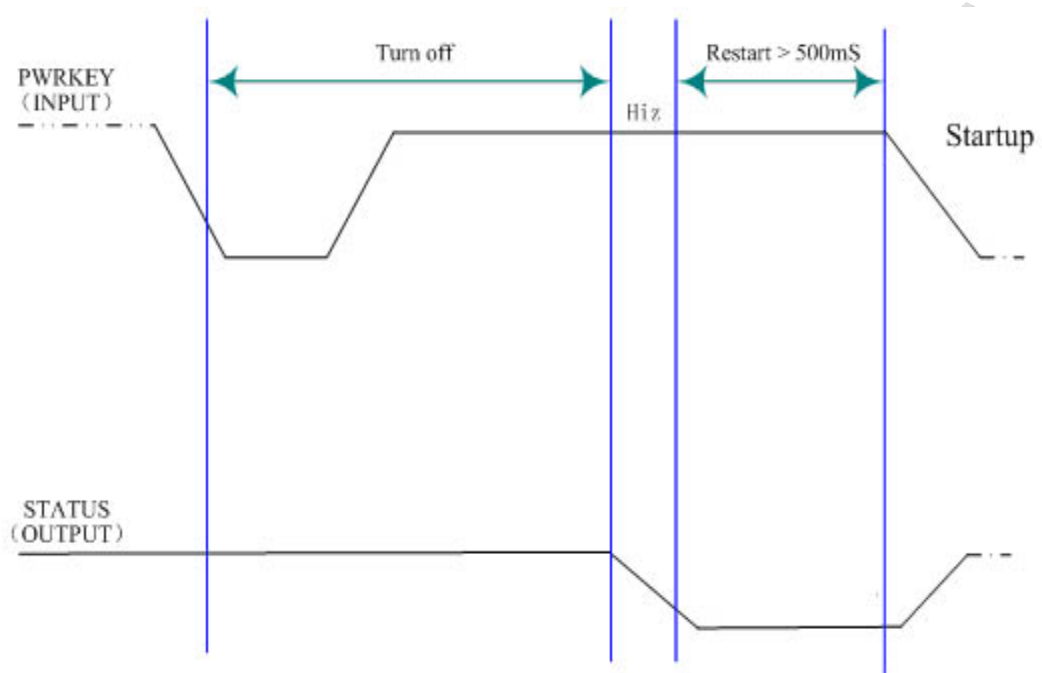 Turn off
Restart > 500mS
PWRKEY
（INPUT）
Hiz
Startup
STATUS
（OUTPUT）